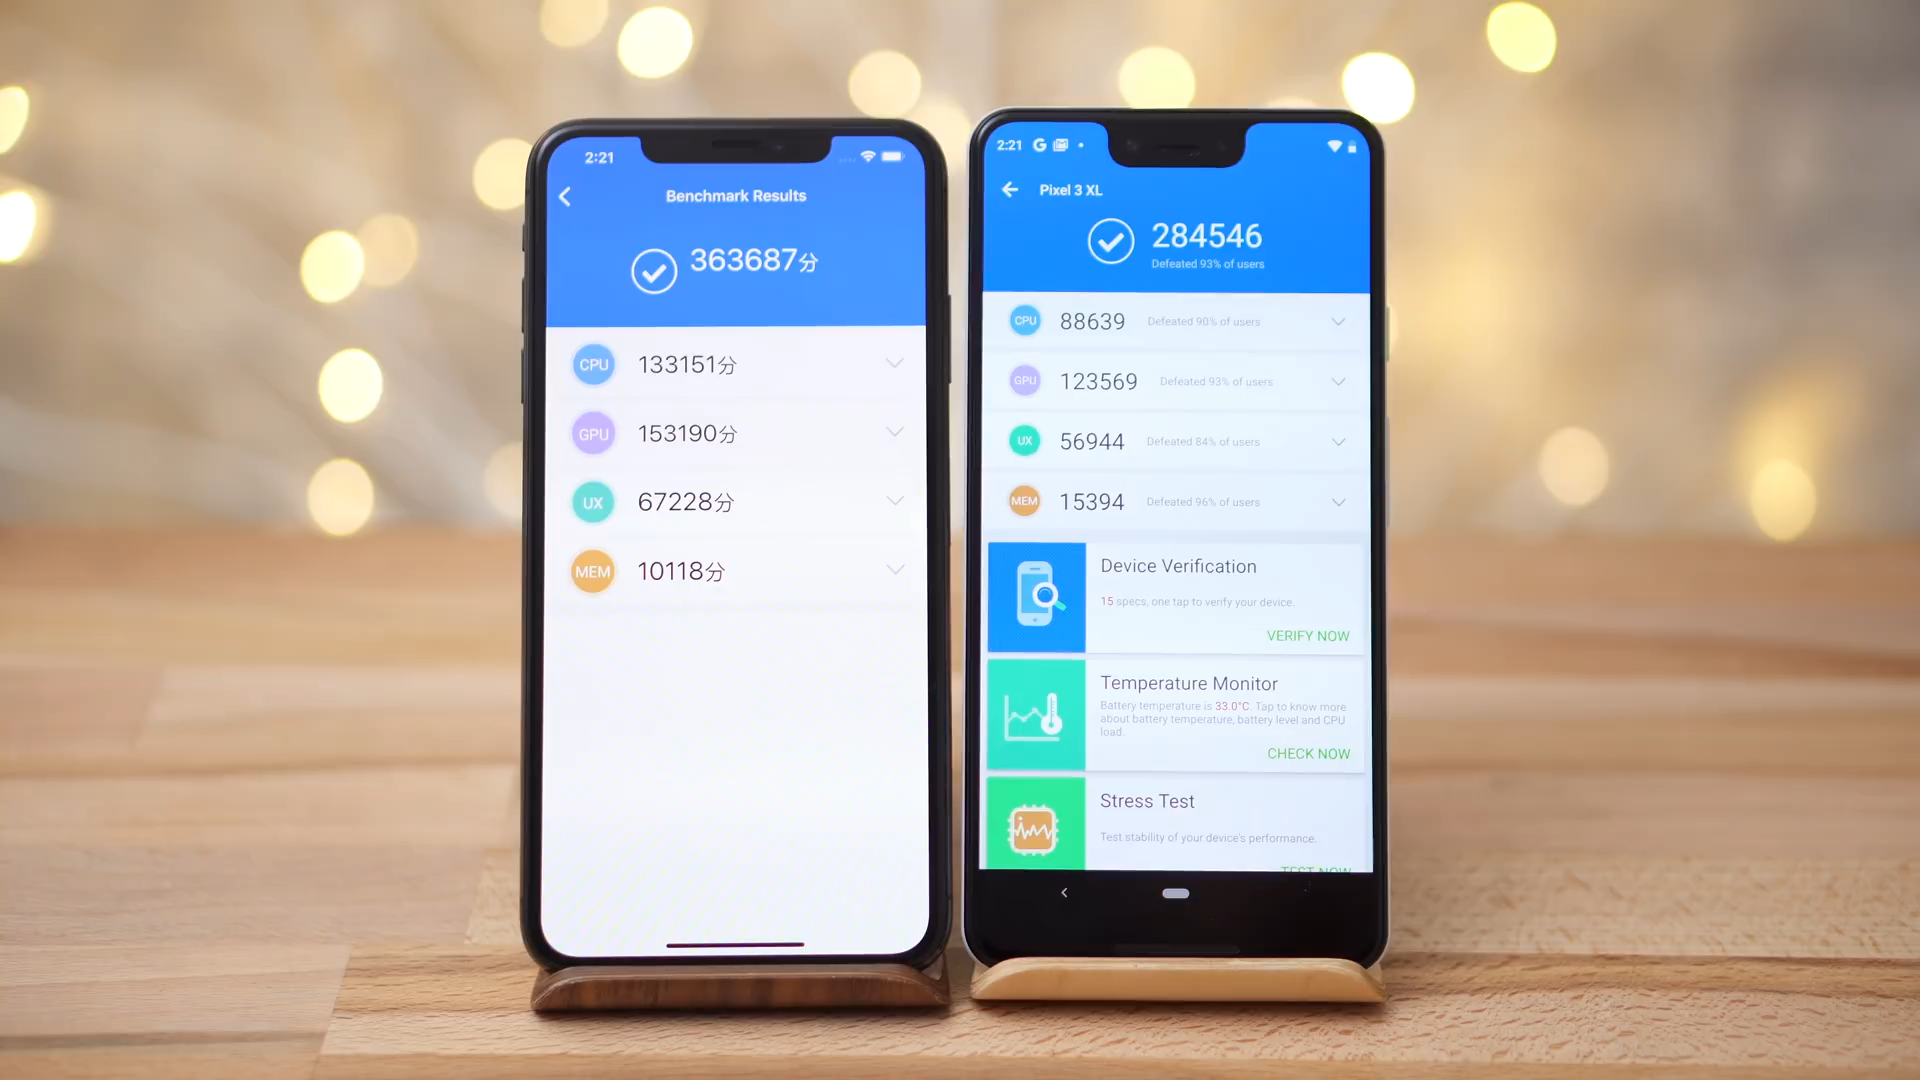 2:21
Benchmark Results
363687分
CPU 133151分
GPU 153190分
UX 67228分
MEM 10118分
2:21 G
Pixel 3 XL
284546
Defeated 93% of users
CPU 88639 Defeated 90% of users
GPU 123569 Defeated 93% of users
UX 56944 Defeated 84% of users
MEM 15394 Defeated 96% of users
Device Verification
15 specs, one tap to verify your device.
VERIFY NOW
Temperature Monitor
Battery temperature is 33.0°C. Tap to know more
about battery temperature, battery level and CPU
load.
CHECK NOW
Stress Test
Test stability of your device's performance.
TEST NOW